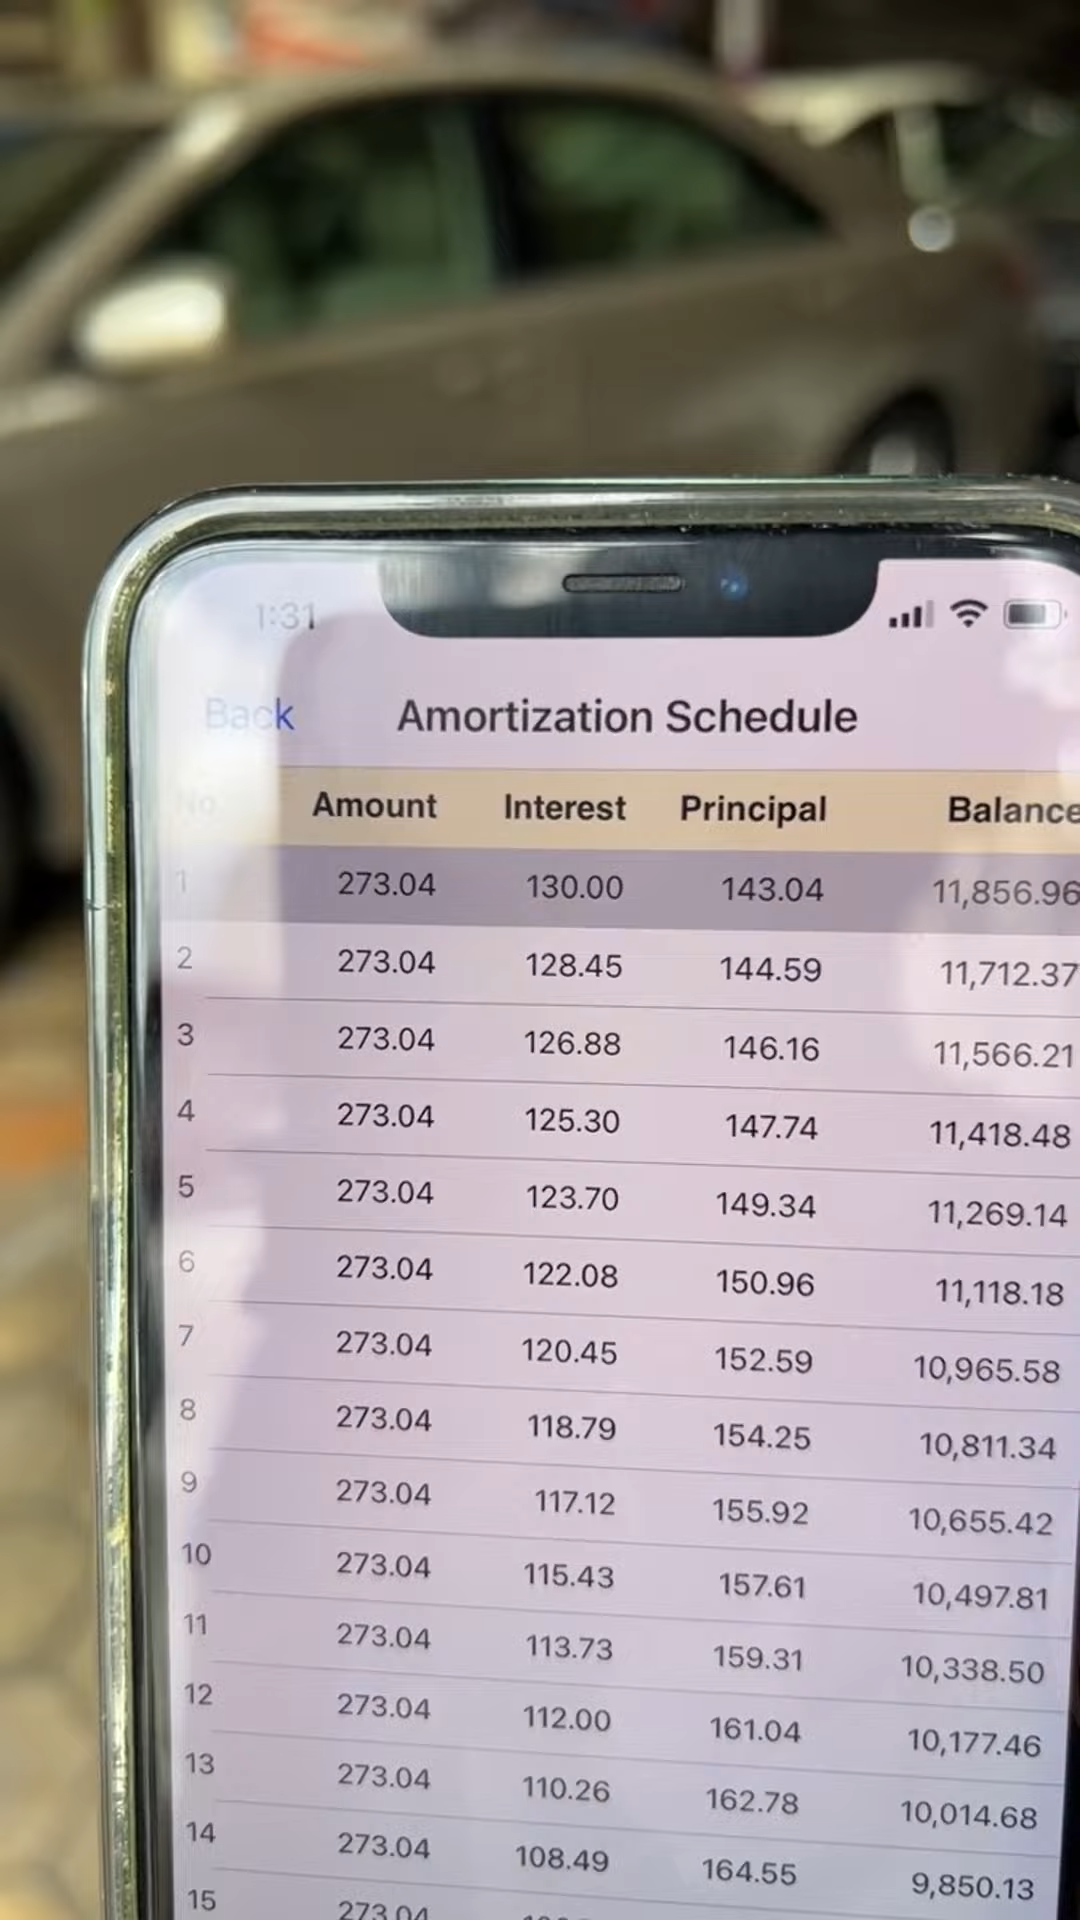 1:31
Back Amortization Schedule
No Amount Interest Principal Balance
1 273.04 130.00 143.04 11,856.96
2 273.04 128.45 144.59 11,712.37
3 273.04 126.88 146.16 11,566.21
4 273.04 125.30 147.74 11,418.48
5 273.04 123.70 149.34 11,269.14
6 273.04 122.08 150.96 11,118.18
7 273.04 120.45 152.59 10,965.58
8 273.04 118.79 154.25 10,811.34
9 273.04 117.12 155.92 10,655.42
10 273.04 115.43 157.61 10,497.81
11 273.04 113.73 159.31 10,338.50
12 273.04 112.00 161.04 10,177.46
13 273.04 110.26 162.78 10,014.68
14 273.04 108.49 164.55 9,850.13
15 273.04